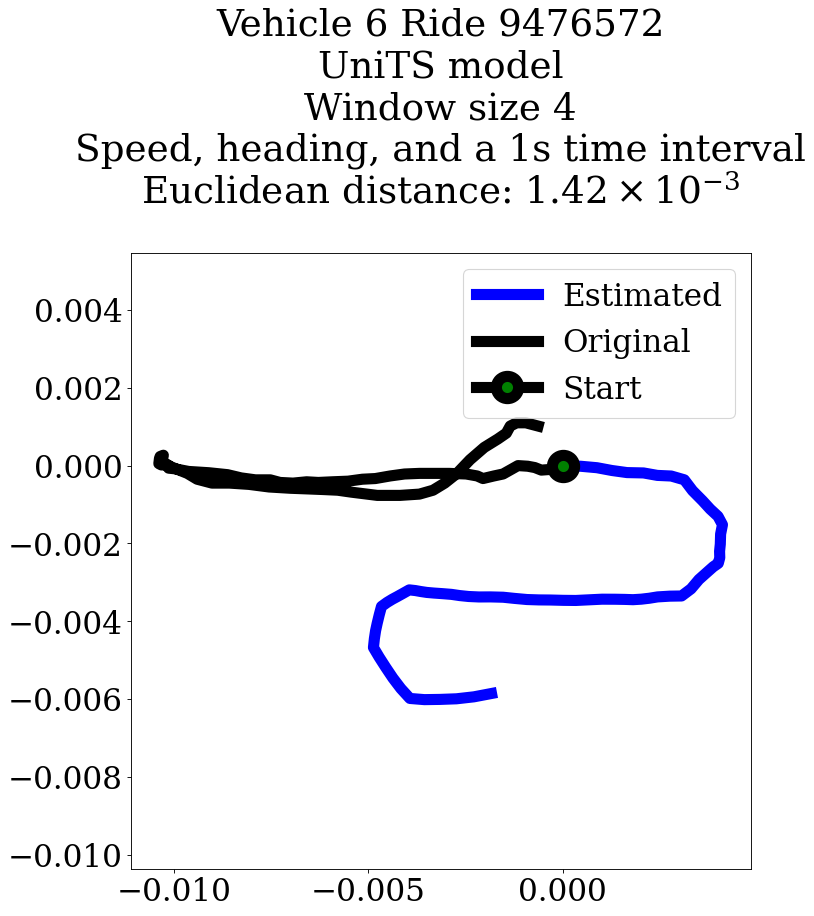 Vehicle 6 Ride 9476572
UniTS model
Window size 4
Speed, heading, and a 1s time interval
Euclidean distance: 1.42 × 10⁻³
Estimated
Original
Start
0.004
0.002
0.000
−0.002
−0.004
−0.006
−0.008
−0.010
−0.010
−0.005
0.000